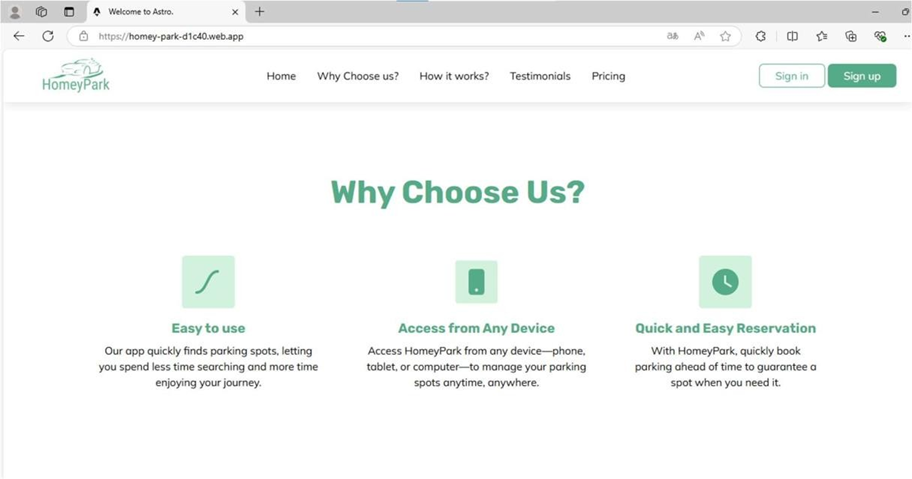 Welcome to Astro.
https://homey-park-d1c40.web.app
HomeyPark
Home Why Choose us? How it works? Testimonials Pricing
Sign in Sign up
Why Choose Us?
Easy to use
Our app quickly finds parking spots, letting
you spend less time searching and more time
enjoying your journey.
Access from Any Device
Access HomeyPark from any device—phone,
tablet, or computer—to manage your parking
spots anytime, anywhere.
Quick and Easy Reservation
With HomeyPark, quickly book
parking ahead of time to guarantee a
spot when you need it.